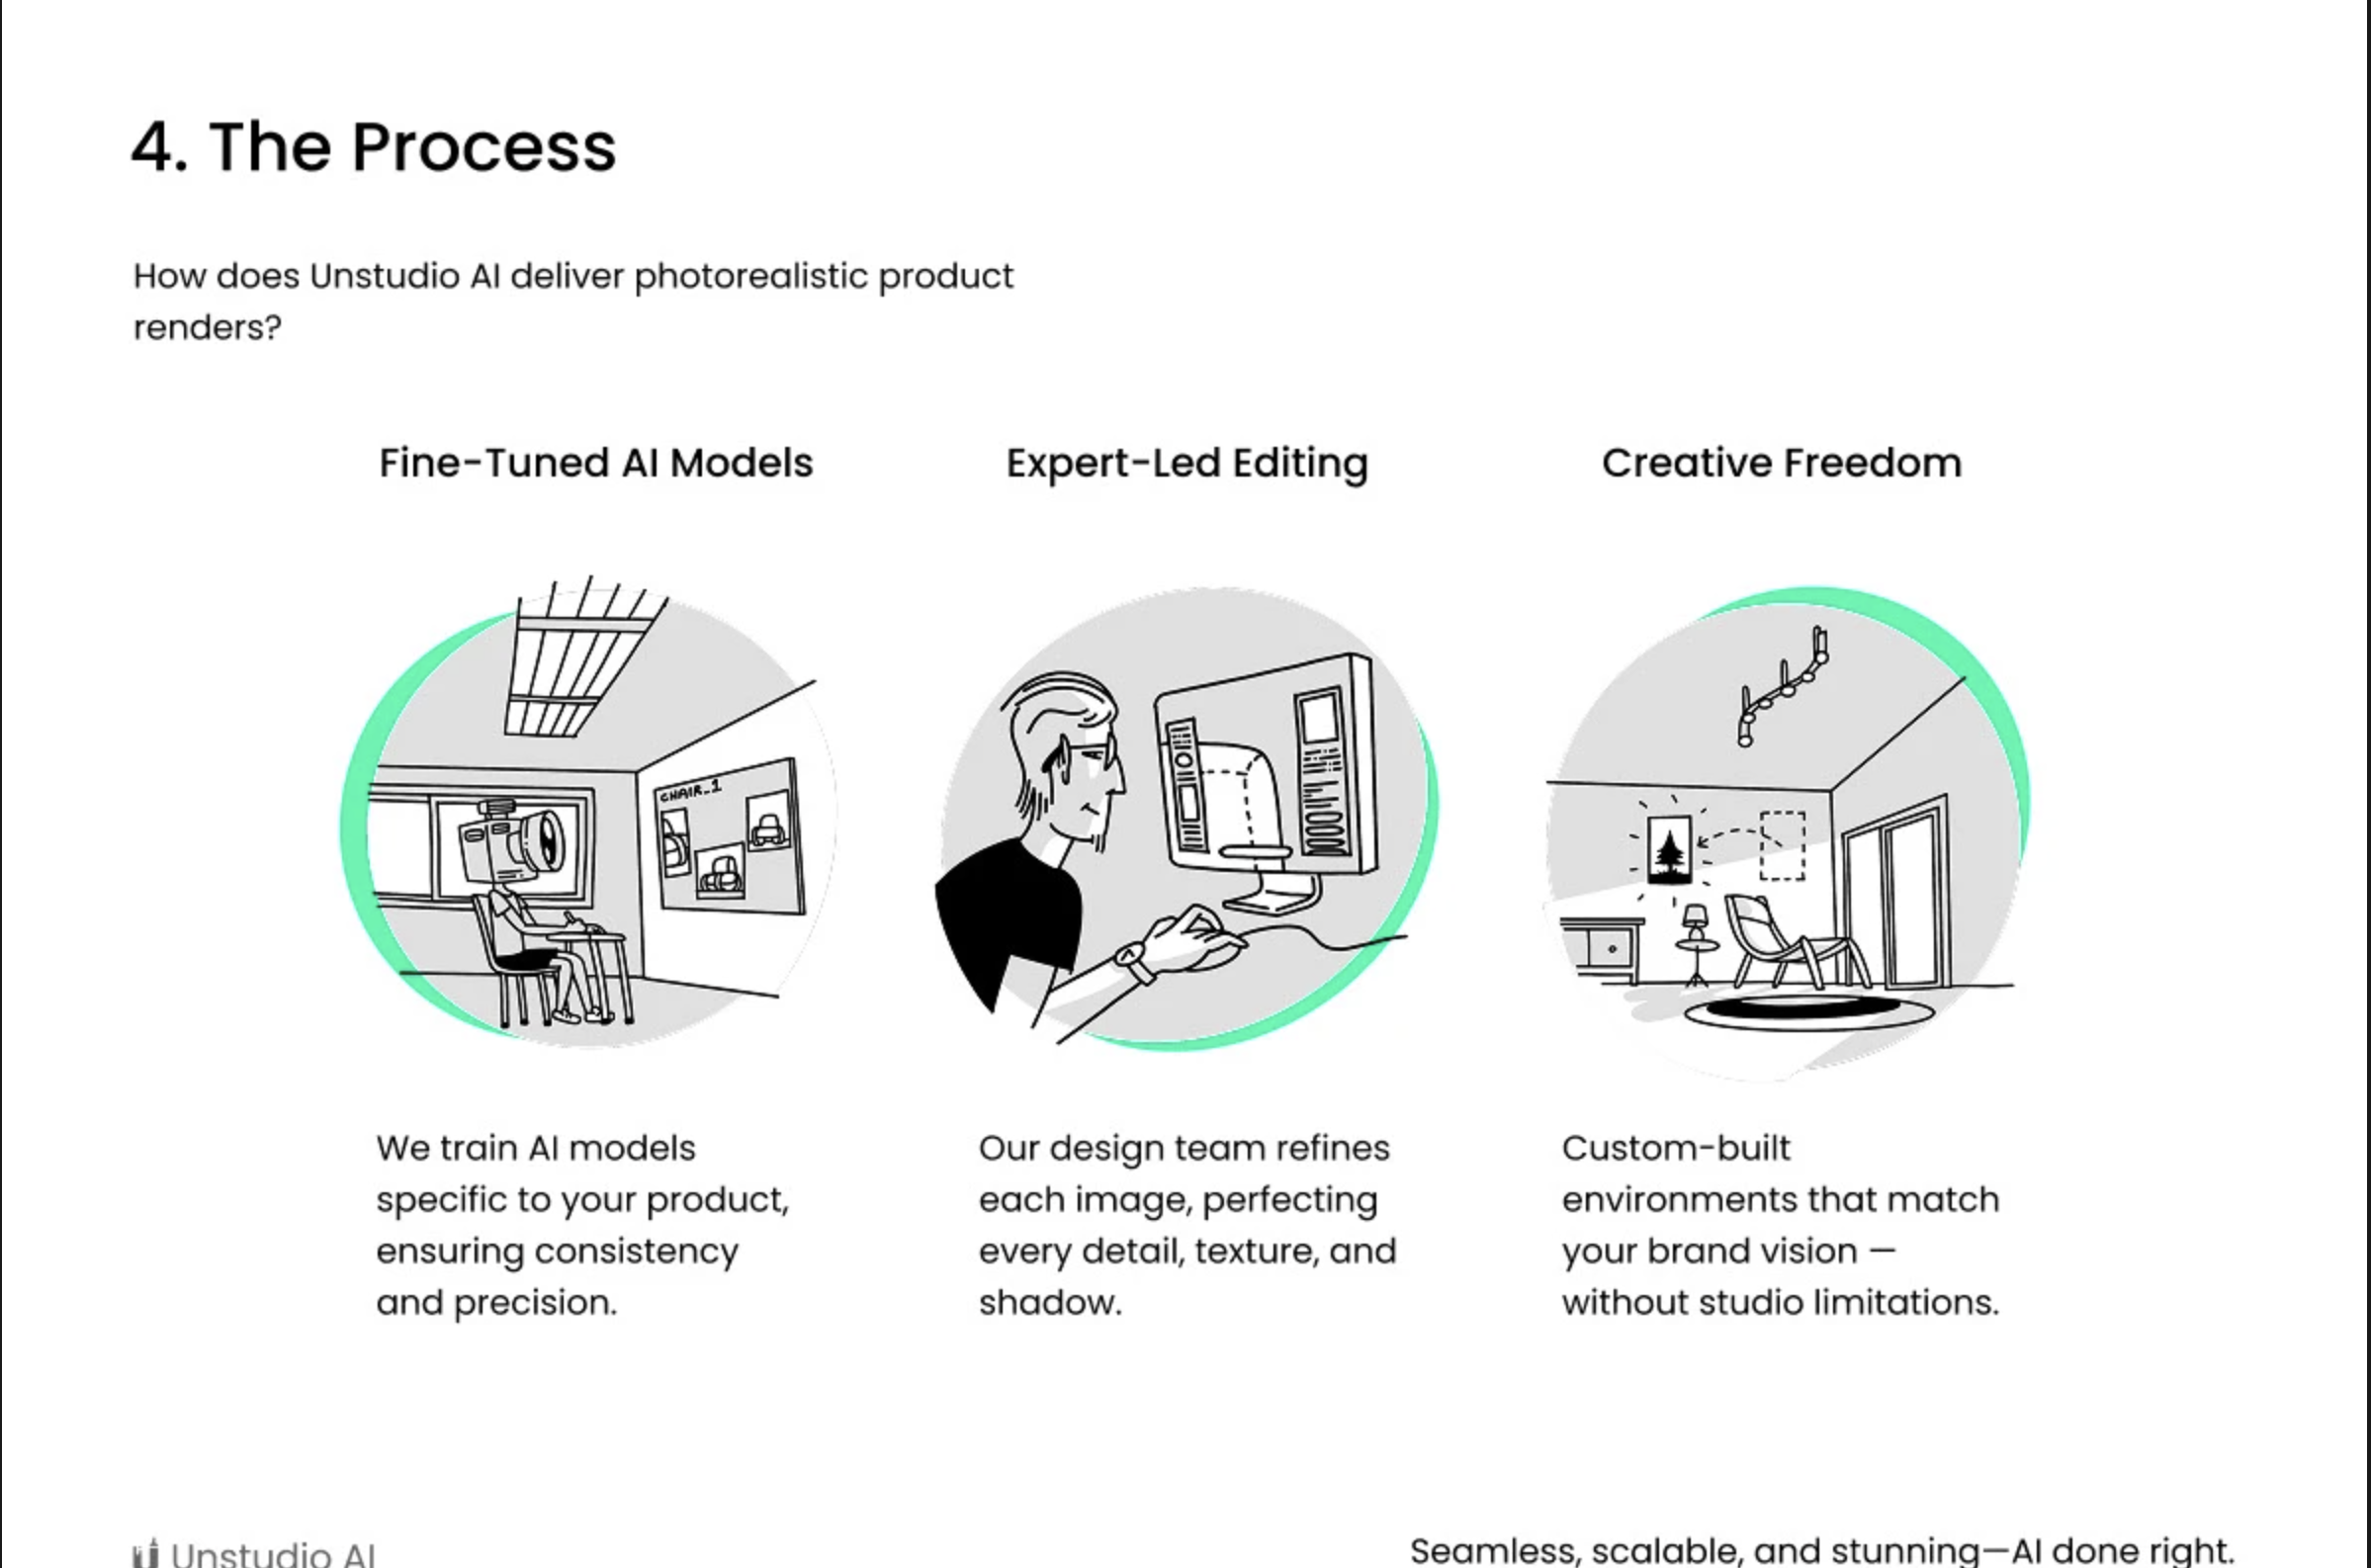 4. The Process
How does Unstudio AI deliver photorealistic product
renders?
Fine-Tuned AI Models
Expert-Led Editing
Creative Freedom
CHAIR_1
We train AI models
specific to your product,
ensuring consistency
and precision.
Our design team refines
each image, perfecting
every detail, texture, and
shadow.
Custom-built
environments that match
your brand vision —
without studio limitations.
Unstudio AI
Seamless, scalable, and stunning—AI done right.